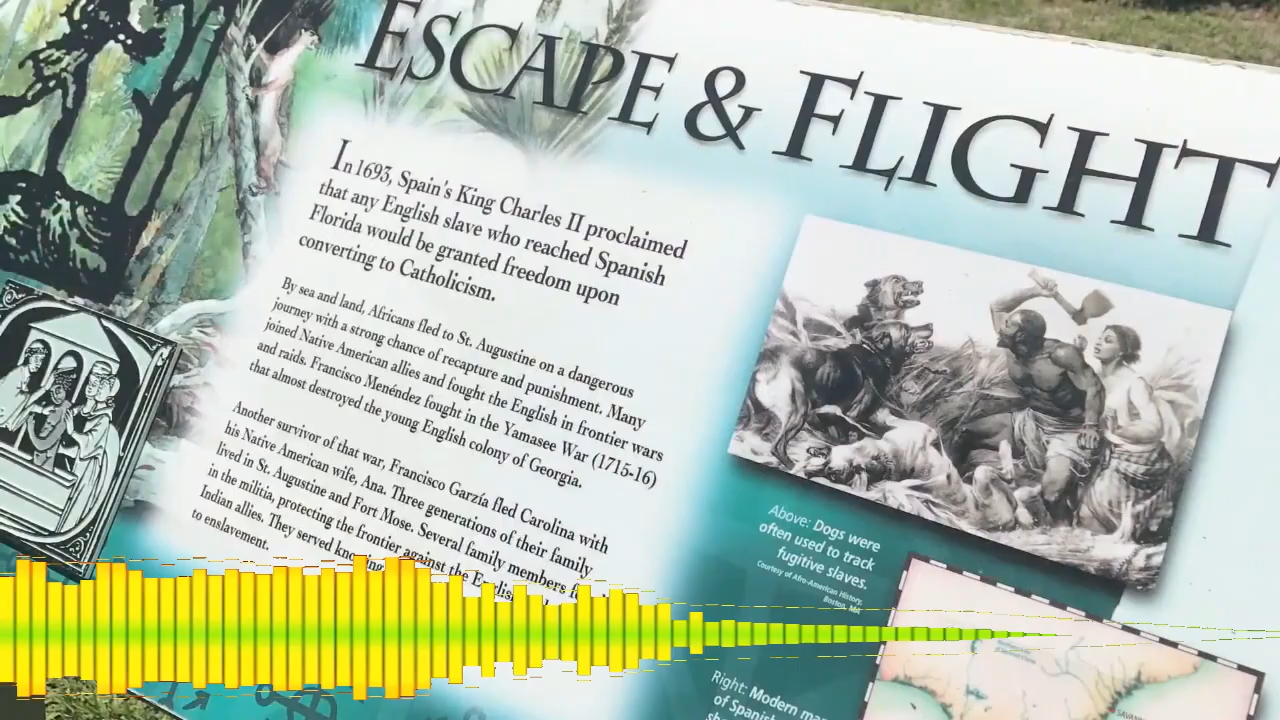 ESCAPE & FLIGHT
In 1693, Spain's King Charles II proclaimed
that any English slave who reached Spanish
Florida would be granted freedom upon
converting to Catholicism.
By sea and land, Africans fled to St. Augustine on a dangerous
journey with a strong chance of recapture and punishment. Many
joined Native American allies and fought the English in frontier wars
and raids. Francisco Menéndez fought in the Yamasee War (1715-16)
that almost destroyed the young English colony of Georgia.
Another survivor of that war, Francisco Garzía fled Carolina with
his Native American wife, Ana. Three generations of their family
lived in St. Augustine and Fort Mose. Several family members
in the militia, protecting the frontier against the English
Indian allies. They served
to enslavement.
Above: Dogs were
often used to track
fugitive slaves.
Courtesy of Afro-American History,
Boston, MA
Right: Modern
of Spanish
SAVANN